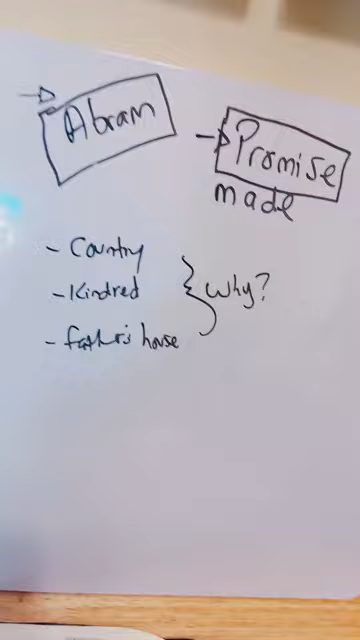 Abram
Promise
made
- Country
- Kindred
- father's house
Why?